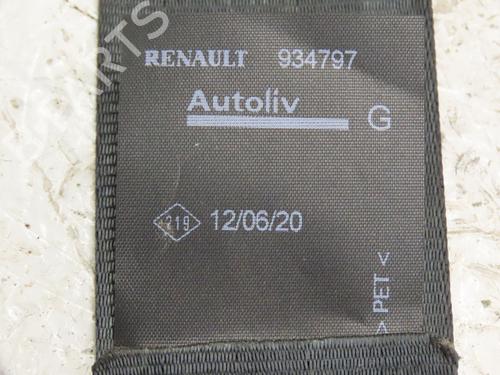 RENAULT 934797
Autoliv
G
219 12/06/20
> PET <